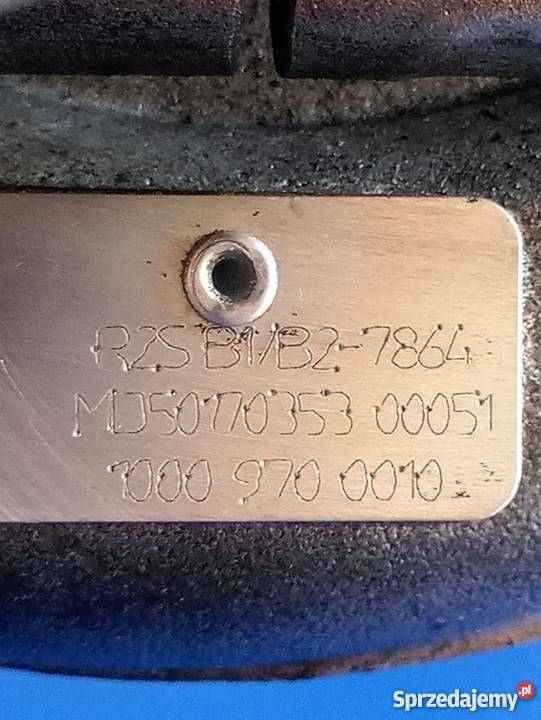 R2S B1/B2-7864
MJ50170353 00051
1000 970 0010
Sprzedajemy.pl